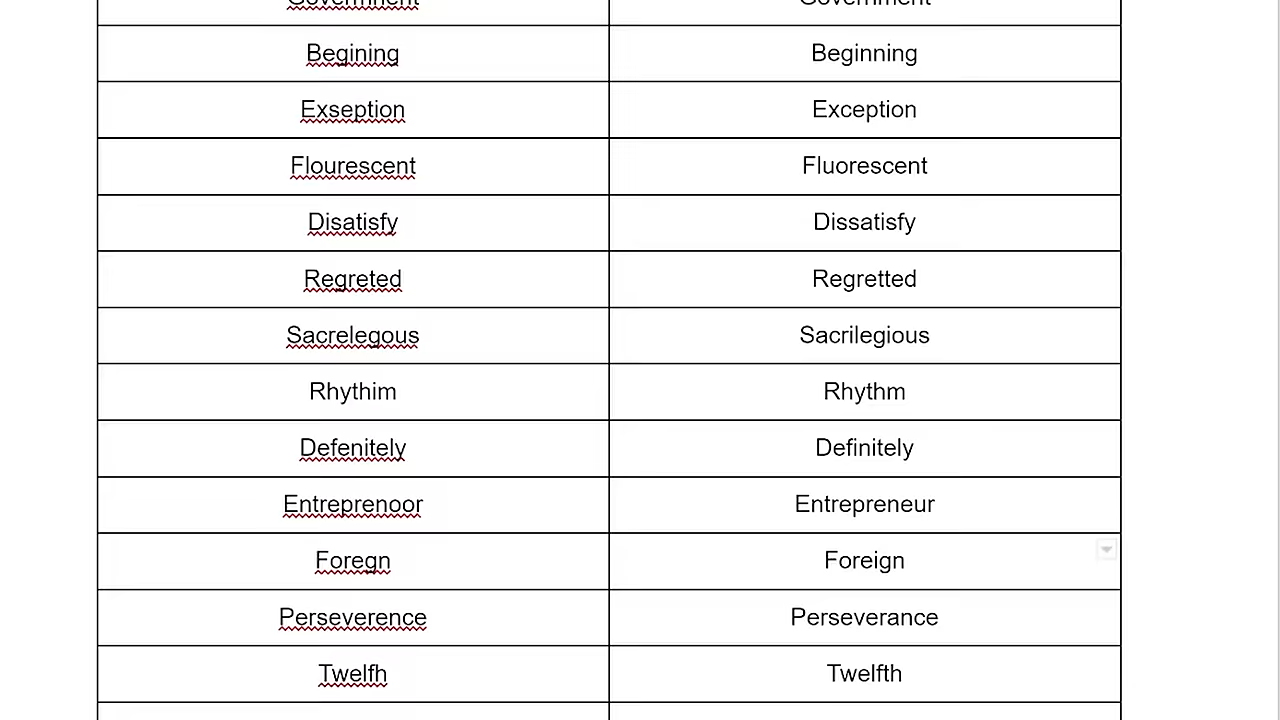 Begining Beginning
Exseption Exception
Flourescent Fluorescent
Disatisfy Dissatisfy
Regreted Regretted
Sacrelegous Sacrilegious
Rhythim Rhythm
Defenitely Definitely
Entreprenoor Entrepreneur
Foregn Foreign
Perseverence Perseverance
Twelfh Twelfth